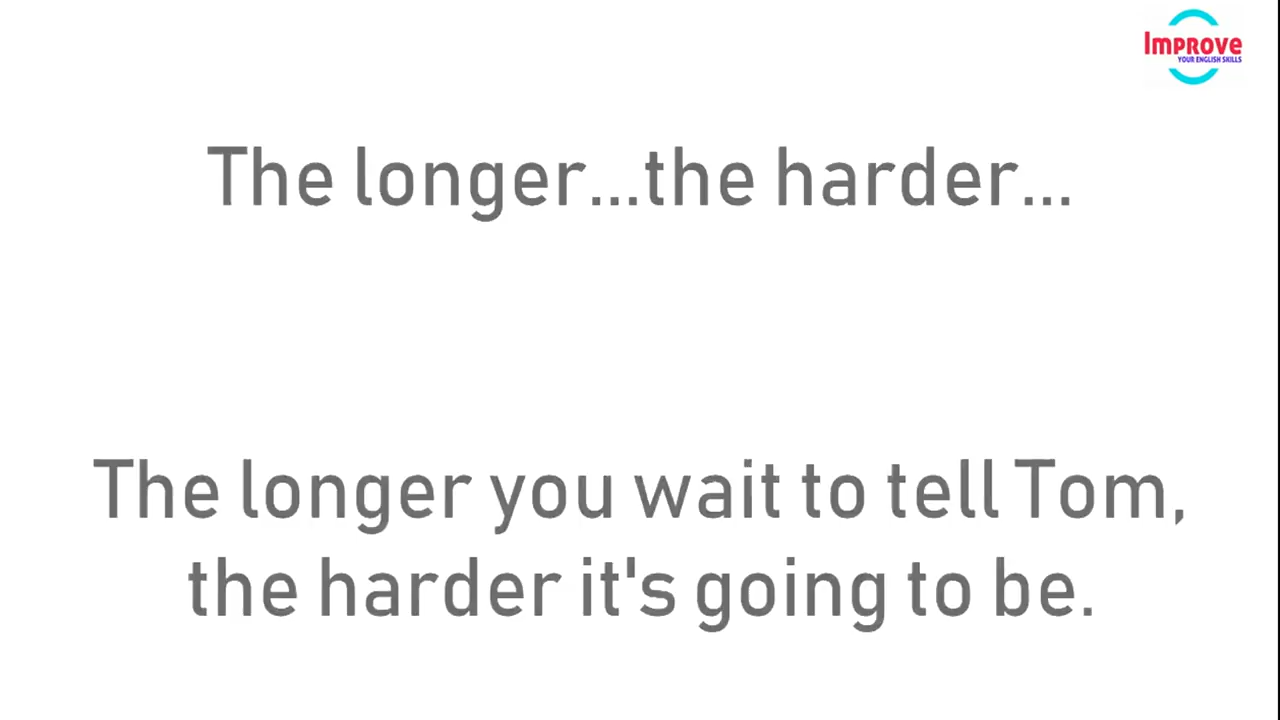 Improve
YOUR ENGLISH SKILLS
The longer...the harder...
The longer you wait to tell Tom,
the harder it's going to be.